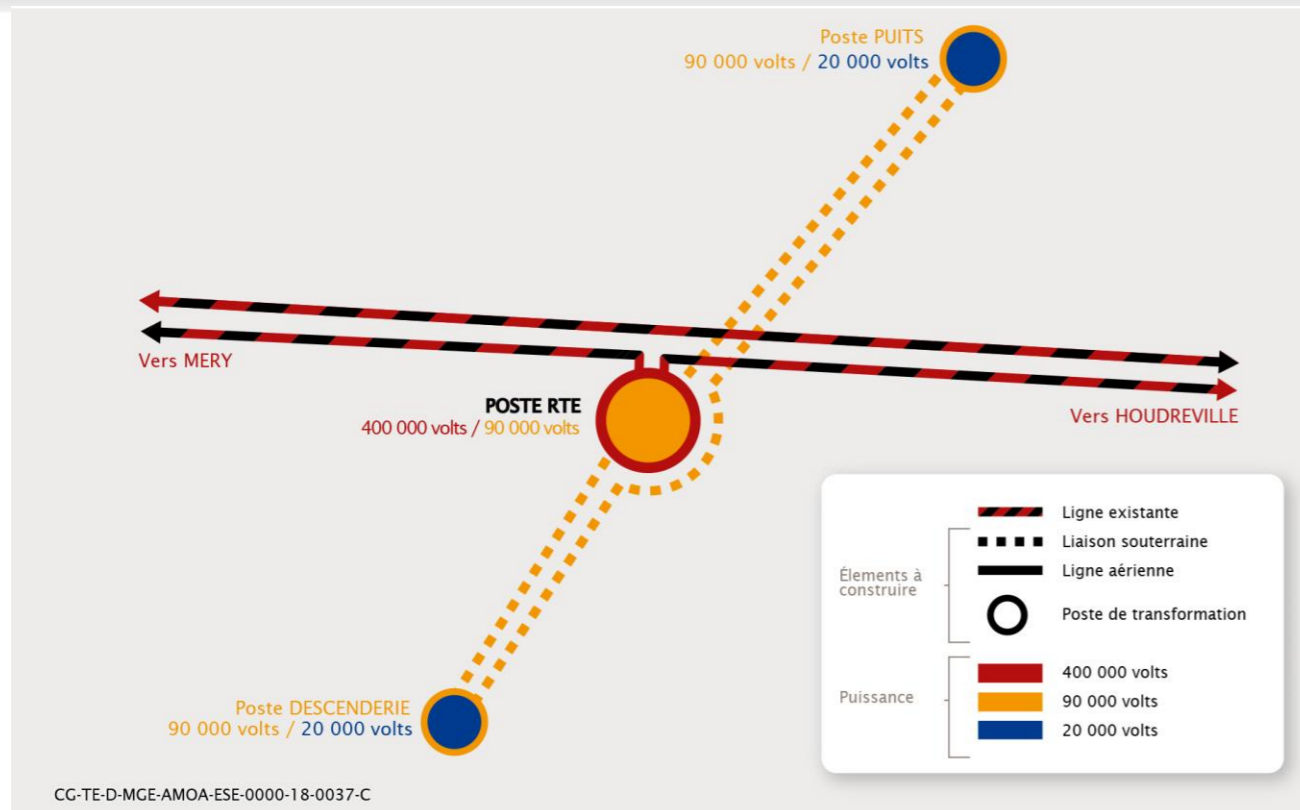 Poste PUITS
90 000 volts / 20 000 volts
Vers MERY
POSTE RTE
400 000 volts / 90 000 volts
Vers HOUDREVILLE
Ligne existante
Liaison souterraine
Élements à
construire
Ligne aérienne
Poste de transformation
Puissance
400 000 volts
90 000 volts
20 000 volts
Poste DESCENDERIE
90 000 volts / 20 000 volts
CG-TE-D-MGE-AMOA-ESE-0000-18-0037-C